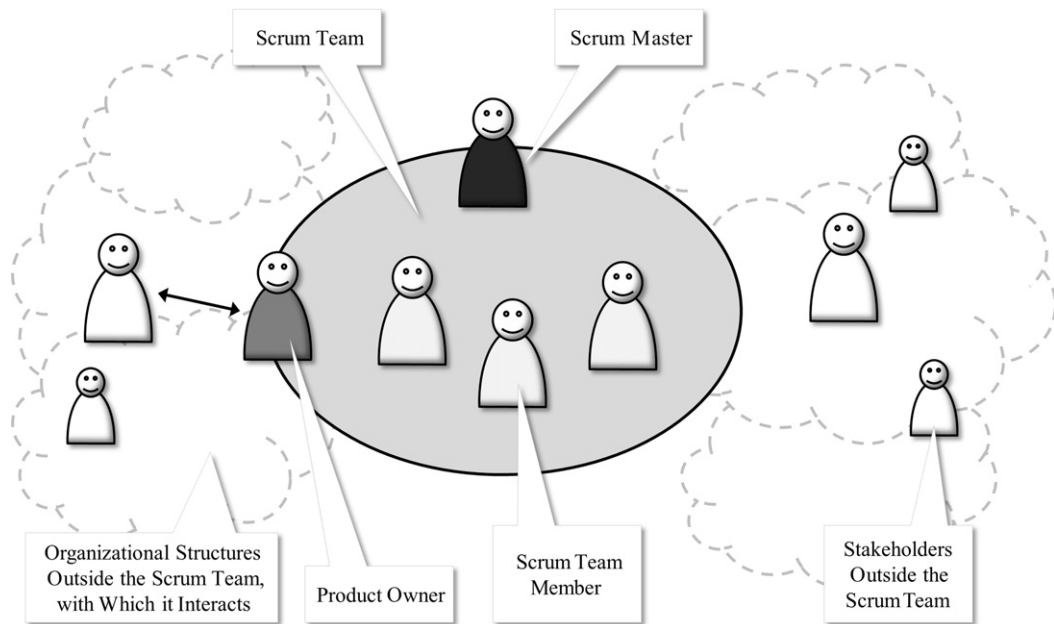 Scrum Team
Scrum Master
Organizational Structures
Outside the Scrum Team,
with Which it Interacts
Product Owner
Scrum Team
Member
Stakeholders
Outside the
Scrum Team